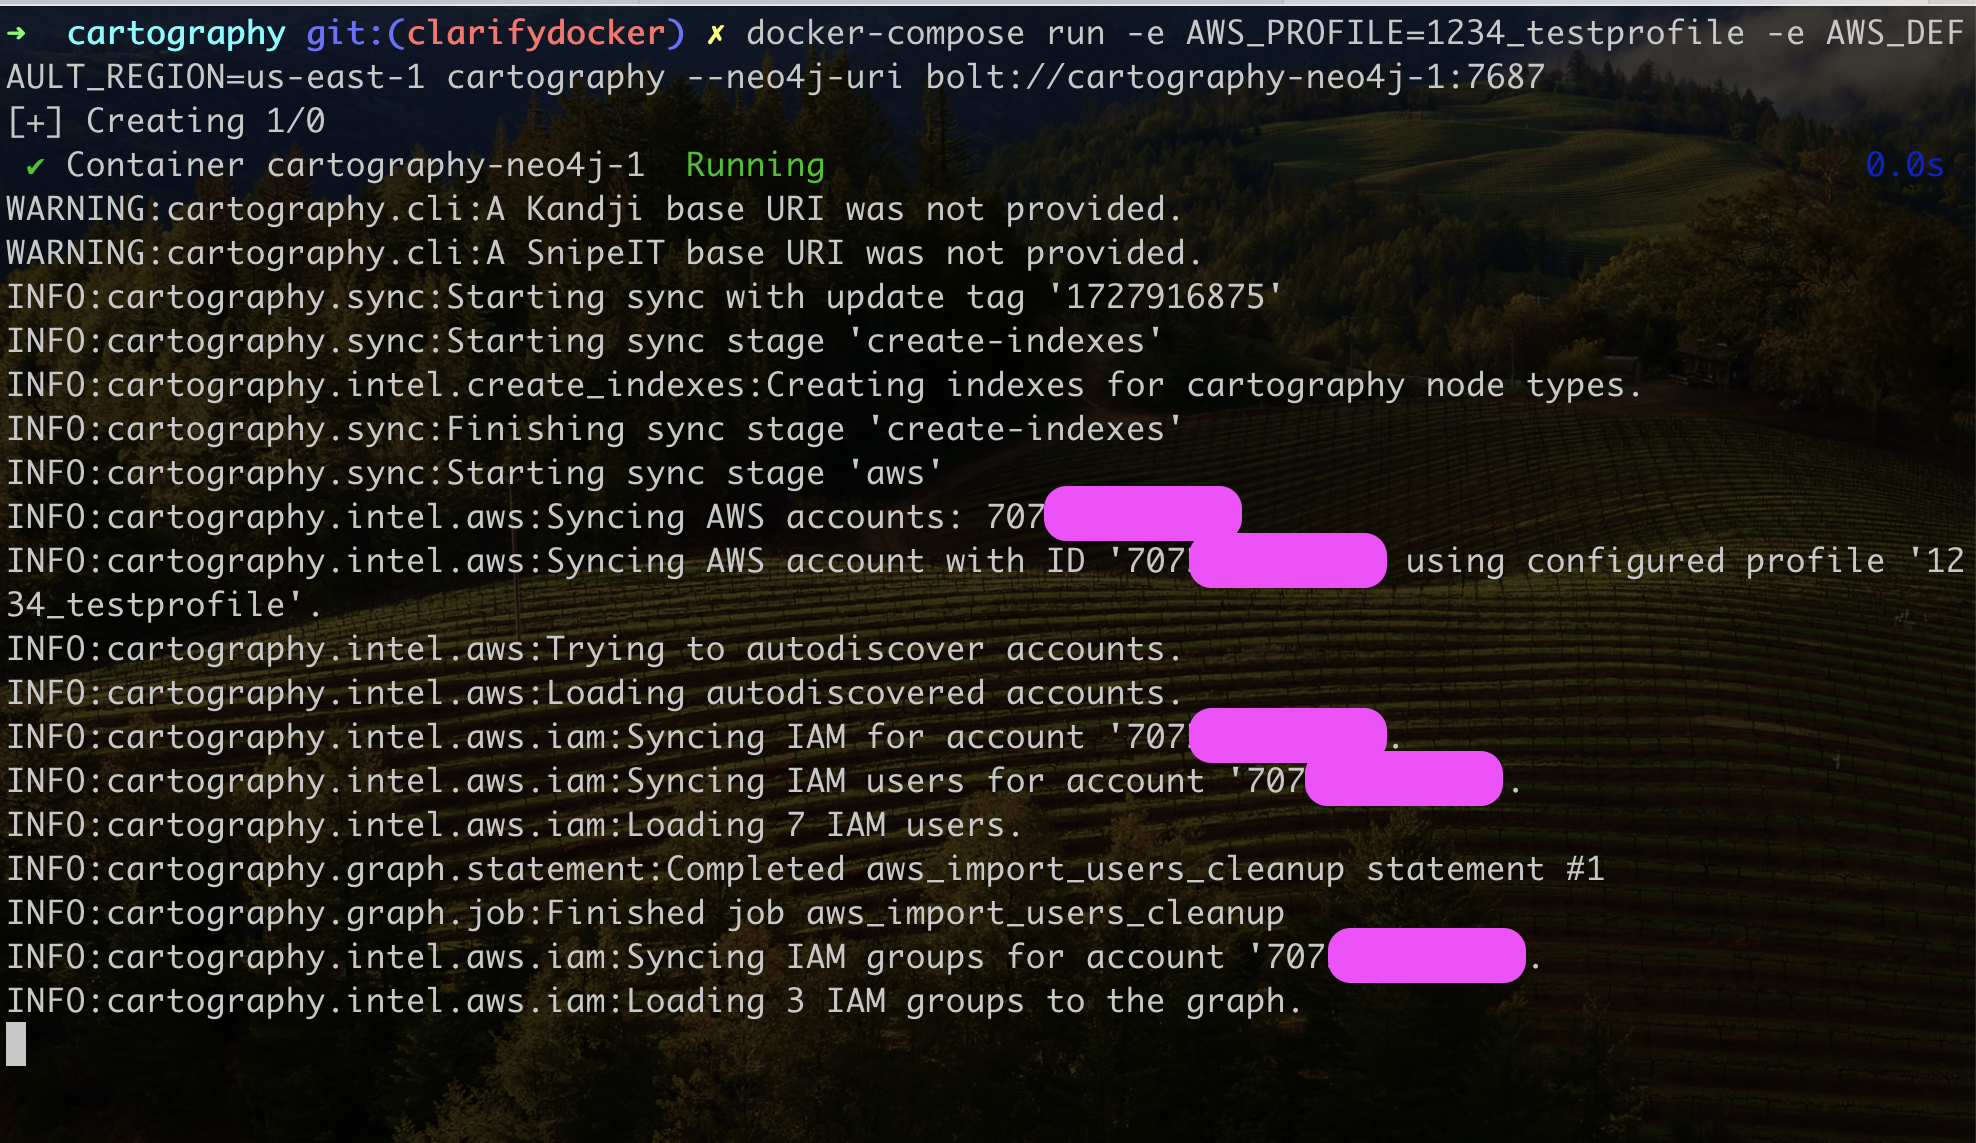 ➜  cartography git:(clarifydocker) ✗ docker-compose run -e AWS_PROFILE=1234_testprofile -e AWS_DEF
AULT_REGION=us-east-1 cartography --neo4j-uri bolt://cartography-neo4j-1:7687
[+] Creating 1/0
 ✔ Container cartography-neo4j-1  Running 0.0s
WARNING:cartography.cli:A Kandji base URI was not provided.
WARNING:cartography.cli:A SnipeIT base URI was not provided.
INFO:cartography.sync:Starting sync with update tag '1727916875'
INFO:cartography.sync:Starting sync stage 'create-indexes'
INFO:cartography.intel.create_indexes:Creating indexes for cartography node types.
INFO:cartography.sync:Finishing sync stage 'create-indexes'
INFO:cartography.sync:Starting sync stage 'aws'
INFO:cartography.intel.aws:Syncing AWS accounts: 707
INFO:cartography.intel.aws:Syncing AWS account with ID '707 using configured profile '12
34_testprofile'.
INFO:cartography.intel.aws:Trying to autodiscover accounts.
INFO:cartography.intel.aws:Loading autodiscovered accounts.
INFO:cartography.intel.aws.iam:Syncing IAM for account '707 .
INFO:cartography.intel.aws.iam:Syncing IAM users for account '707 .
INFO:cartography.intel.aws.iam:Loading 7 IAM users.
INFO:cartography.graph.statement:Completed aws_import_users_cleanup statement #1
INFO:cartography.graph.job:Finished job aws_import_users_cleanup
INFO:cartography.intel.aws.iam:Syncing IAM groups for account '707 .
INFO:cartography.intel.aws.iam:Loading 3 IAM groups to the graph.